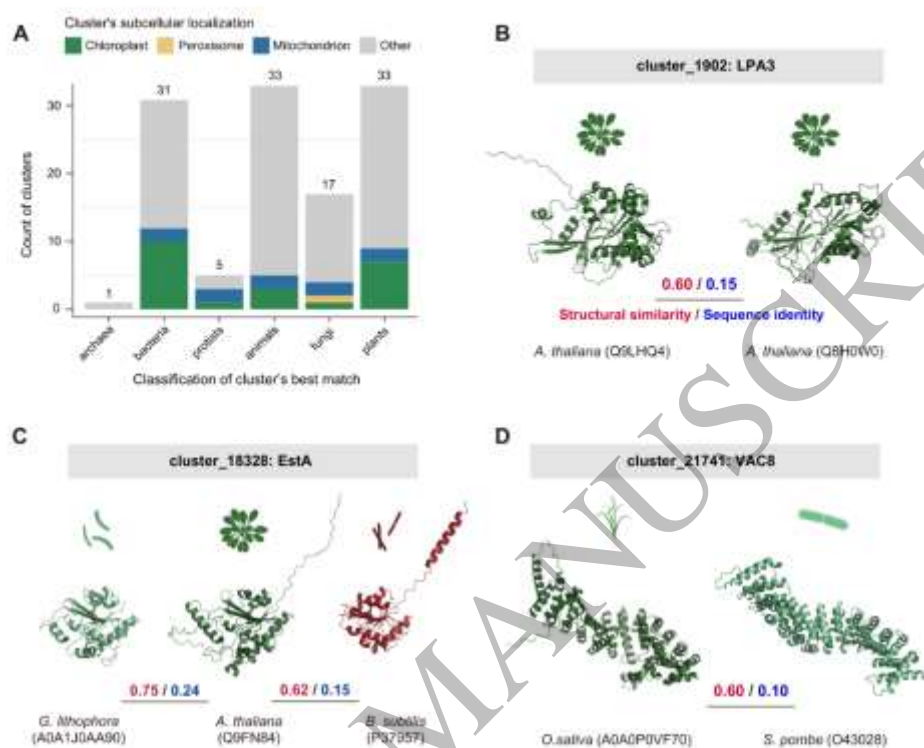 A
Cluster's subcellular localization
Chloroplast Peroxisome Mitochondrion Other
33 33
31
17
5
1
30
20
10
0
Count of clusters
archaea bacteria protists animals fungi plants
Classification of cluster's best match
B
cluster_1902: LPA3
0.60 / 0.15
Structural similarity / Sequence identity
A. thaliana (Q9LHQ4) A. thaliana (Q8H0W0)
C
cluster_18328: EstA
0.75 / 0.24 0.62 / 0.15
G. lithophora A. thaliana B. subtilis
(A0A1J0AA90) (Q9FN84) (P37957)
D
cluster_21741: VAC8
0.60 / 0.10
O.sativa (A0A0P0VF70) S. pombe (O43028)
MANUSCRI